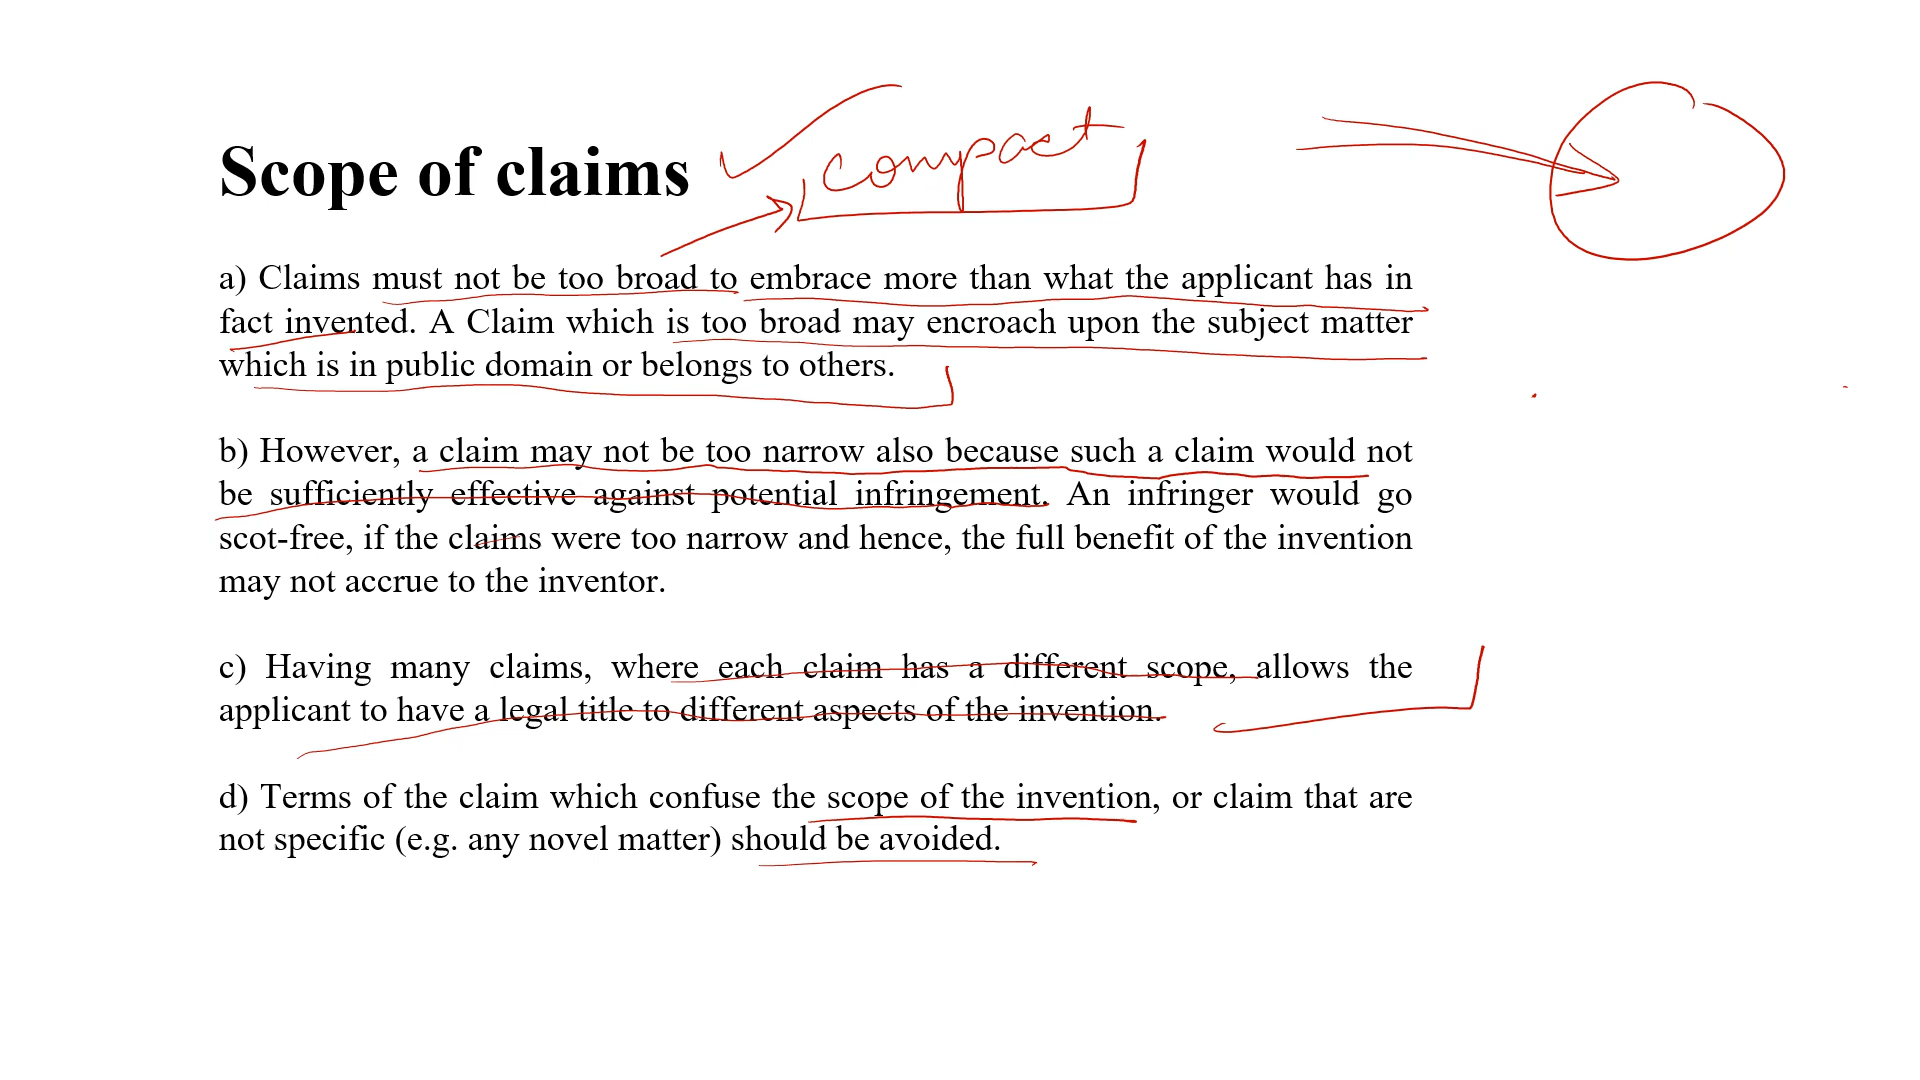 Scope of claims compact
a) Claims must not be too broad to embrace more than what the applicant has in
fact invented. A Claim which is too broad may encroach upon the subject matter
which is in public domain or belongs to others.
b) However, a claim may not be too narrow also because such a claim would not
be sufficiently effective against potential infringement. An infringer would go
scot-free, if the claims were too narrow and hence, the full benefit of the invention
may not accrue to the inventor.
c) Having many claims, where each claim has a different scope, allows the
applicant to have a legal title to different aspects of the invention.
d) Terms of the claim which confuse the scope of the invention, or claim that are
not specific (e.g. any novel matter) should be avoided.